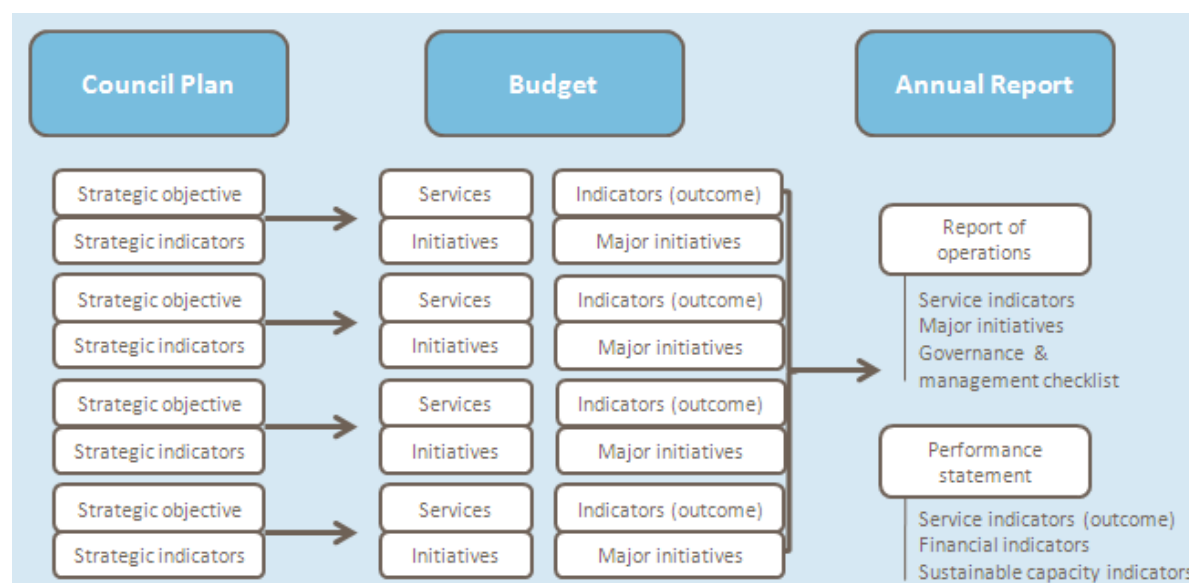 Council Plan
Budget
Annual Report
Strategic objective
Strategic indicators
Strategic objective
Strategic indicators
Strategic objective
Strategic indicators
Strategic objective
Strategic indicators
Services
Initiatives
Services
Initiatives
Services
Initiatives
Services
Initiatives
Indicators (outcome)
Major initiatives
Indicators (outcome)
Major initiatives
Indicators (outcome)
Major initiatives
Indicators (outcome)
Major initiatives
Report of
operations
Service indicators
Major initiatives
Governance &
management checklist
Performance
statement
Service indicators (outcome)
Financial indicators
Sustainable capacity indicators